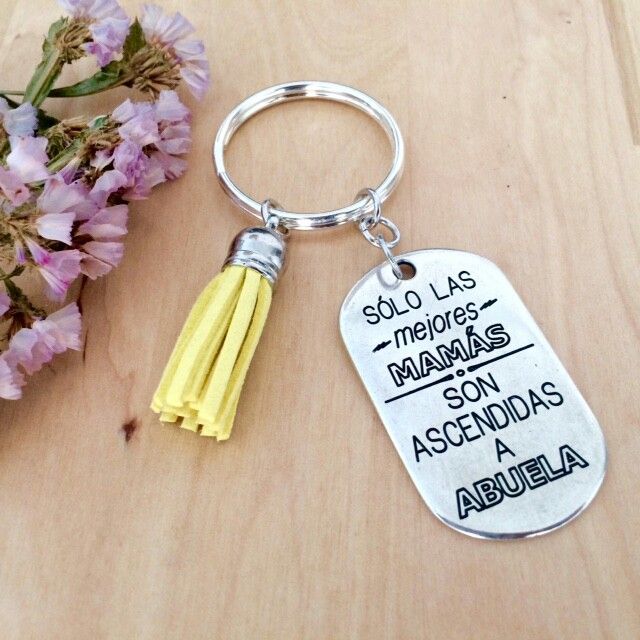 SÓLO LAS
mejores
MAMÁS
SON
ASCENDIDAS
A
ABUELA